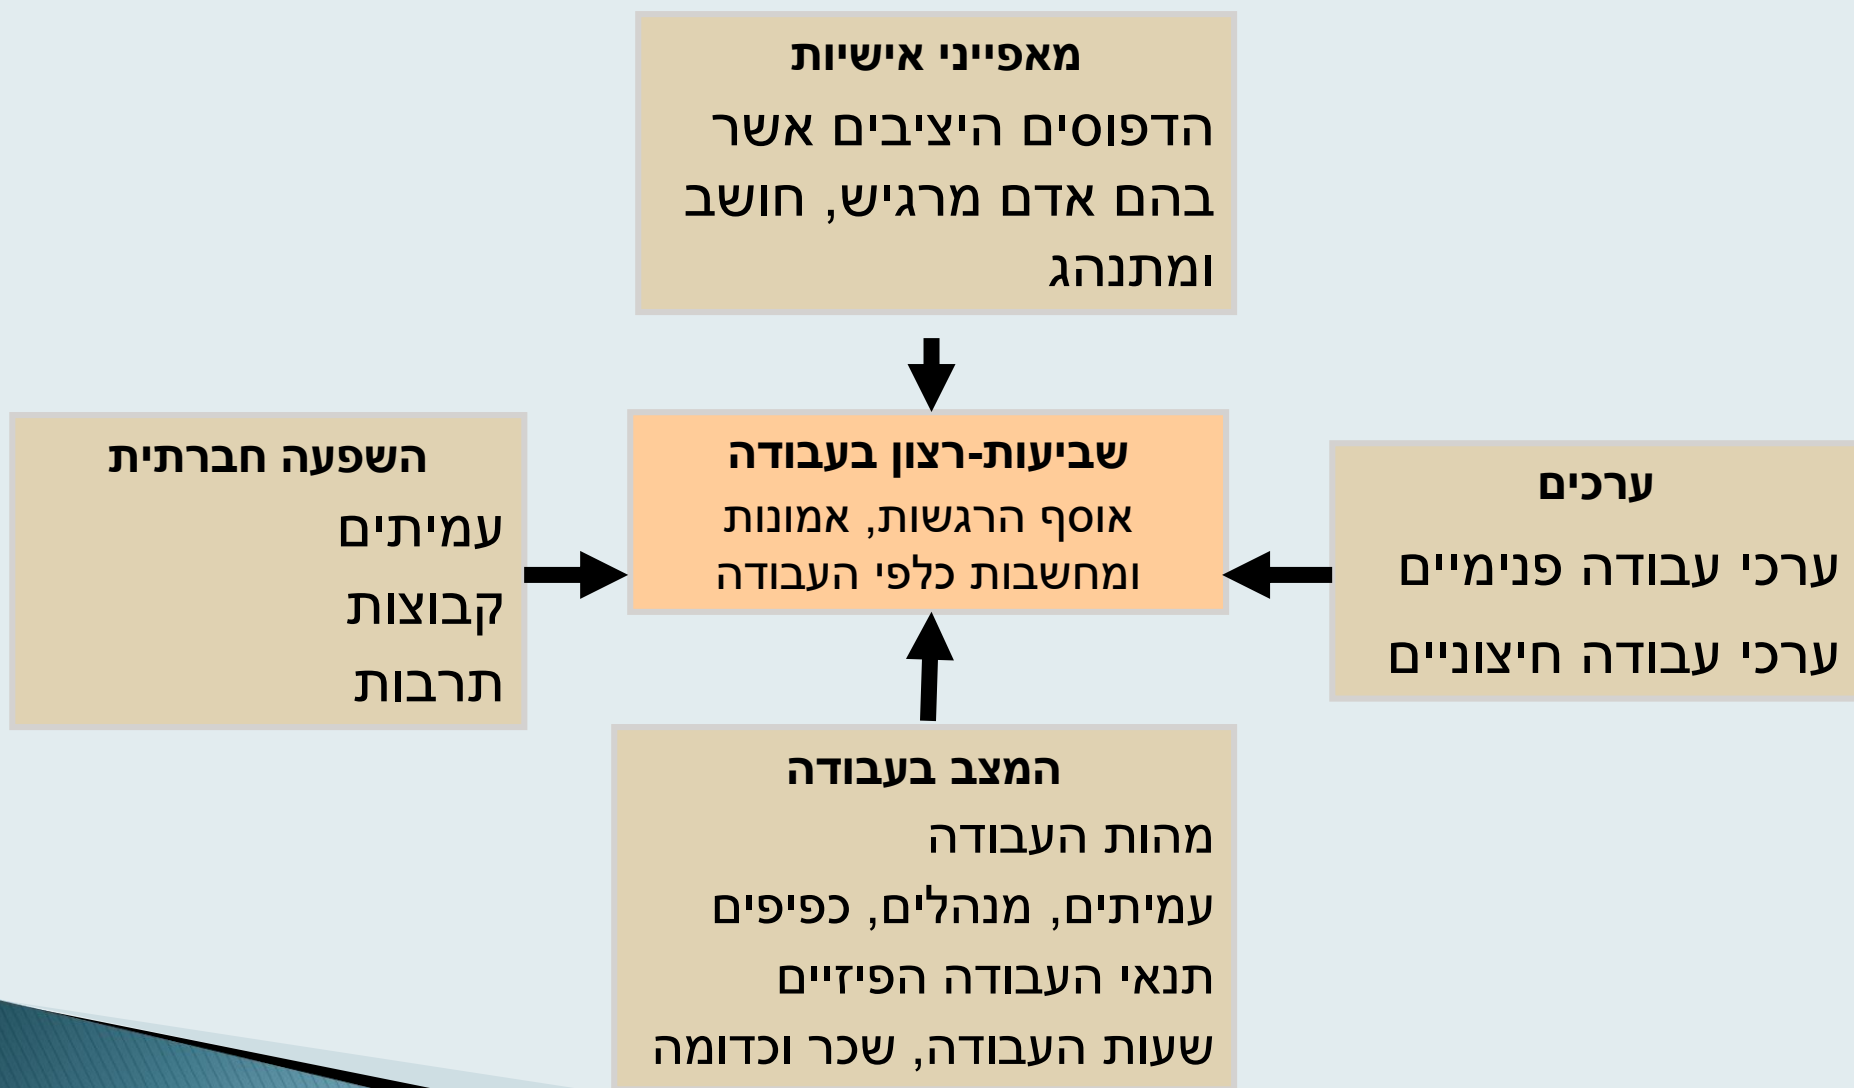 מאפייני אישיות
הדפוסים היציבים אשר
בהם אדם מרגיש, חושב
ומתנהג
ערכים
ערכי עבודה פנימיים
ערכי עבודה חיצוניים
שביעות-רצון בעבודה
אוסף הרגשות, אמונות
ומחשבות כלפי העבודה
השפעה חברתית
עמיתים
קבוצות
תרבות
המצב בעבודה
מהות העבודה
עמיתים, מנהלים, כפיפים
תנאי העבודה הפיזיים
שעות העבודה, שכר וכדומה